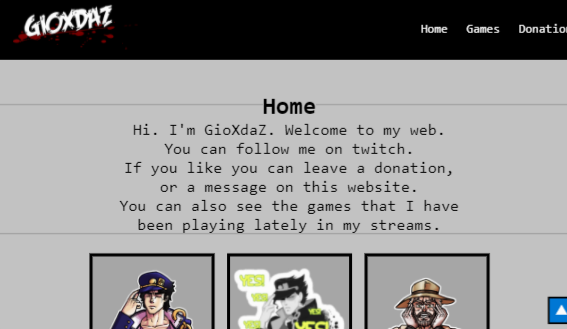 GIOXDAZ
Home Games Donatio
Home
Hi. I'm GioXdaZ. Welcome to my web.
You can follow me on twitch.
If you like you can leave a donation,
or a message on this website.
You can also see the games that I have
been playing lately in my streams.
YES!
YES!
YES!
YES!
YES!